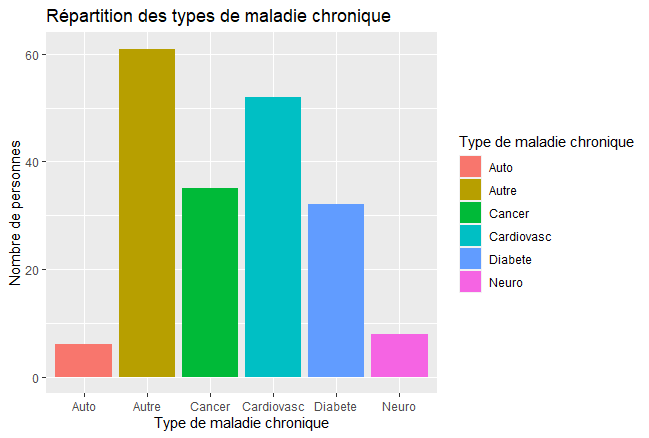 Répartition des types de maladie chronique
Nombre de personnes
60
40
20
0
Auto Autre Cancer Cardiovasc Diabete Neuro
Type de maladie chronique
Type de maladie chronique
Auto
Autre
Cancer
Cardiovasc
Diabete
Neuro